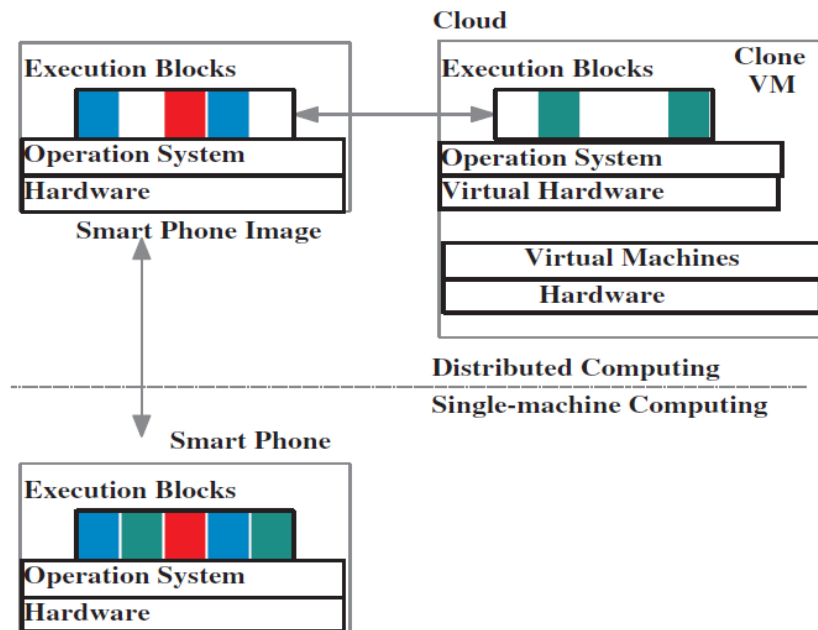 Cloud
Execution Blocks
Operation System
Hardware
Smart Phone Image
Execution Blocks
Clone
VM
Operation System
Virtual Hardware
Virtual Machines
Hardware
Distributed Computing
Single-machine Computing
Smart Phone
Execution Blocks
Operation System
Hardware